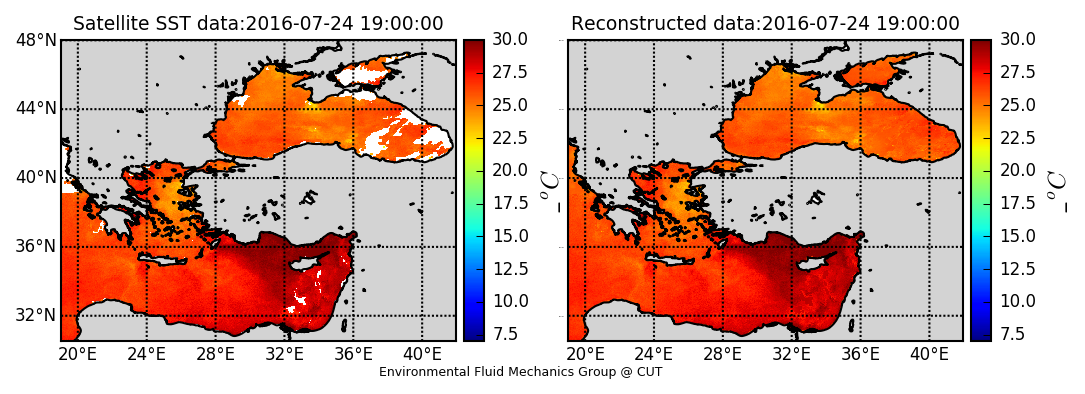 Satellite SST data:2016-07-24 19:00:00
48°N
44°N
40°N
36°N
32°N
20°E 24°E 28°E 32°E 36°E 40°E
30.0
27.5
25.0
22.5
20.0
17.5
15.0
12.5
10.0
7.5
_ °C
Reconstructed data:2016-07-24 19:00:00
20°E 24°E 28°E 32°E 36°E 40°E
30.0
27.5
25.0
22.5
20.0
17.5
15.0
12.5
10.0
7.5
_ °C
Environmental Fluid Mechanics Group @ CUT